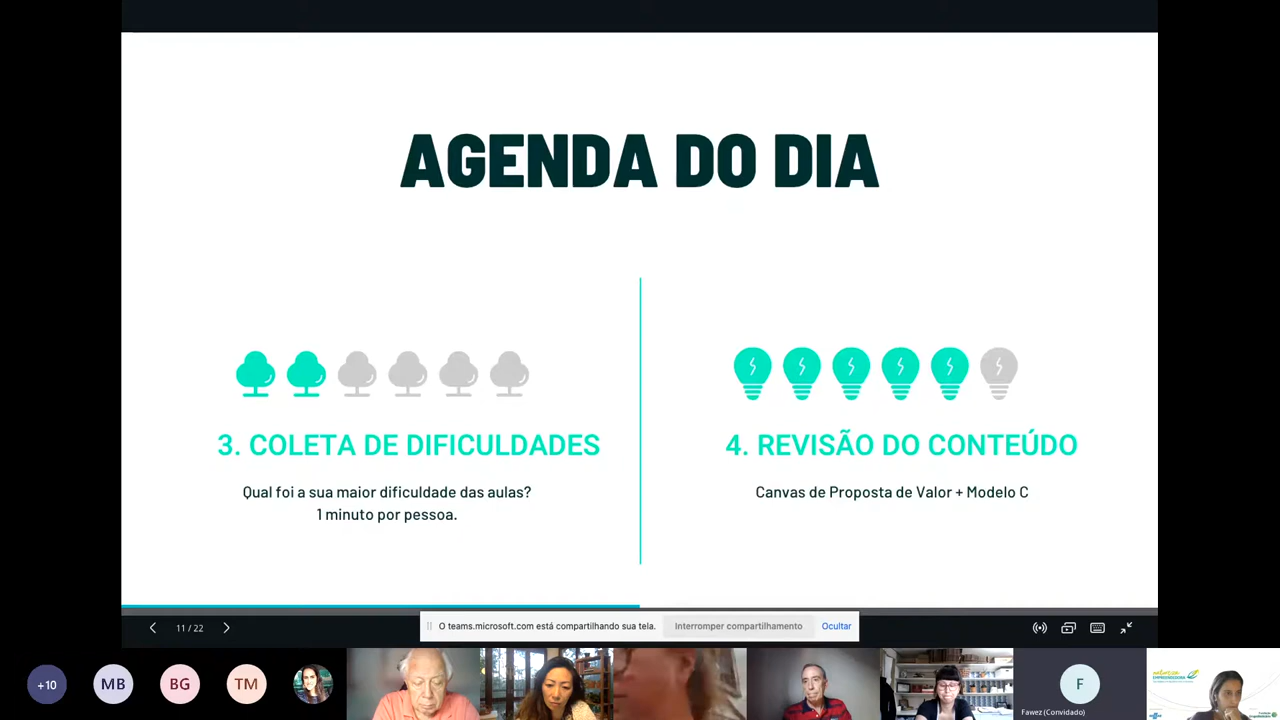 AGENDA DO DIA
3. COLETA DE DIFICULDADES
Qual foi a sua maior dificuldade das aulas?
1 minuto por pessoa.
4. REVISÃO DO CONTEÚDO
Canvas de Proposta de Valor + Modelo C
O teams.microsoft.com está compartilhando sua tela.
Interromper compartilhamento
Ocultar
11 / 22
+10
MB
BG
TM
F
Fawez (Convidado)